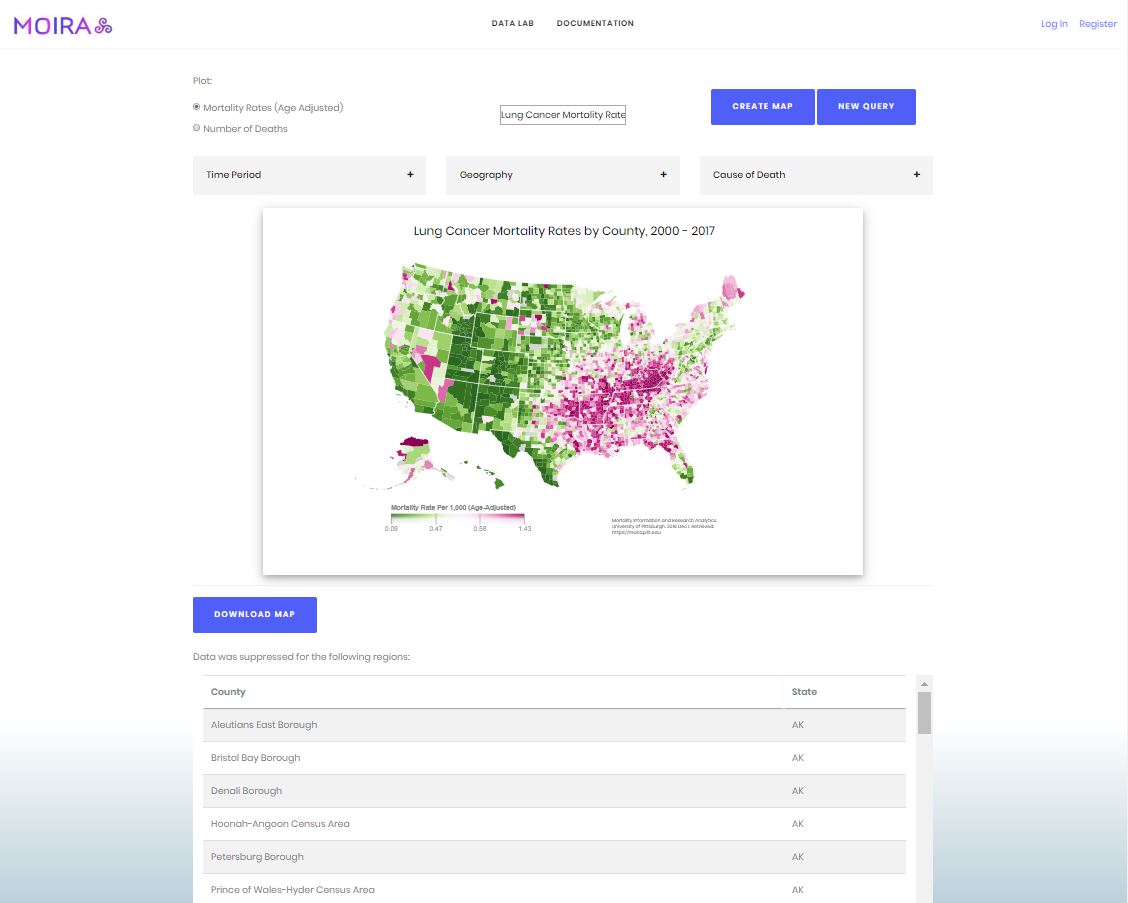 MOIRA
DATA LAB DOCUMENTATION
Log In Register
Plot:
Mortality Rates (Age Adjusted)
Number of Deaths
Lung Cancer Mortality Rate
CREATE MAP NEW QUERY
Time Period +
Geography +
Cause of Death +
Lung Cancer Mortality Rates by County, 2000 - 2017
Mortality Rate Per 1,000 (Age-Adjusted)
0.09 0.47 0.58 1.43
Mortality Information and Research Analytics.
University of Pittsburgh. 2018 Dec 1. Retrieved:
https://moira.pitt.edu
DOWNLOAD MAP
Data was suppressed for the following regions:
County State
Aleutians East Borough AK
Bristol Bay Borough AK
Denali Borough AK
Hoonah-Angoon Census Area AK
Petersburg Borough AK
Prince of Wales-Hyder Census Area AK